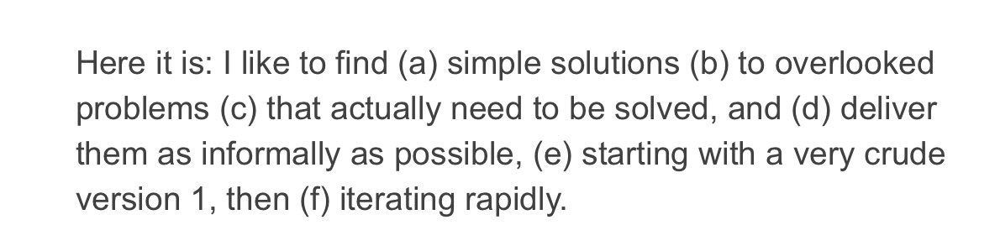 Here it is: I like to find (a) simple solutions (b) to overlooked
problems (c) that actually need to be solved, and (d) deliver
them as informally as possible, (e) starting with a very crude
version 1, then (f) iterating rapidly.